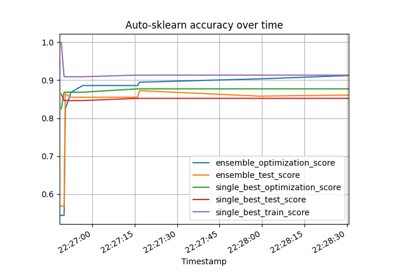 Auto-sklearn accuracy over time
1.0
0.9
0.8
0.7
0.6
ensemble_optimization_score
ensemble_test_score
single_best_optimization_score
single_best_test_score
single_best_train_score
22:27:00
22:27:15
22:27:30
22:27:45
22:28:00
22:28:15
22:28:30
Timestamp